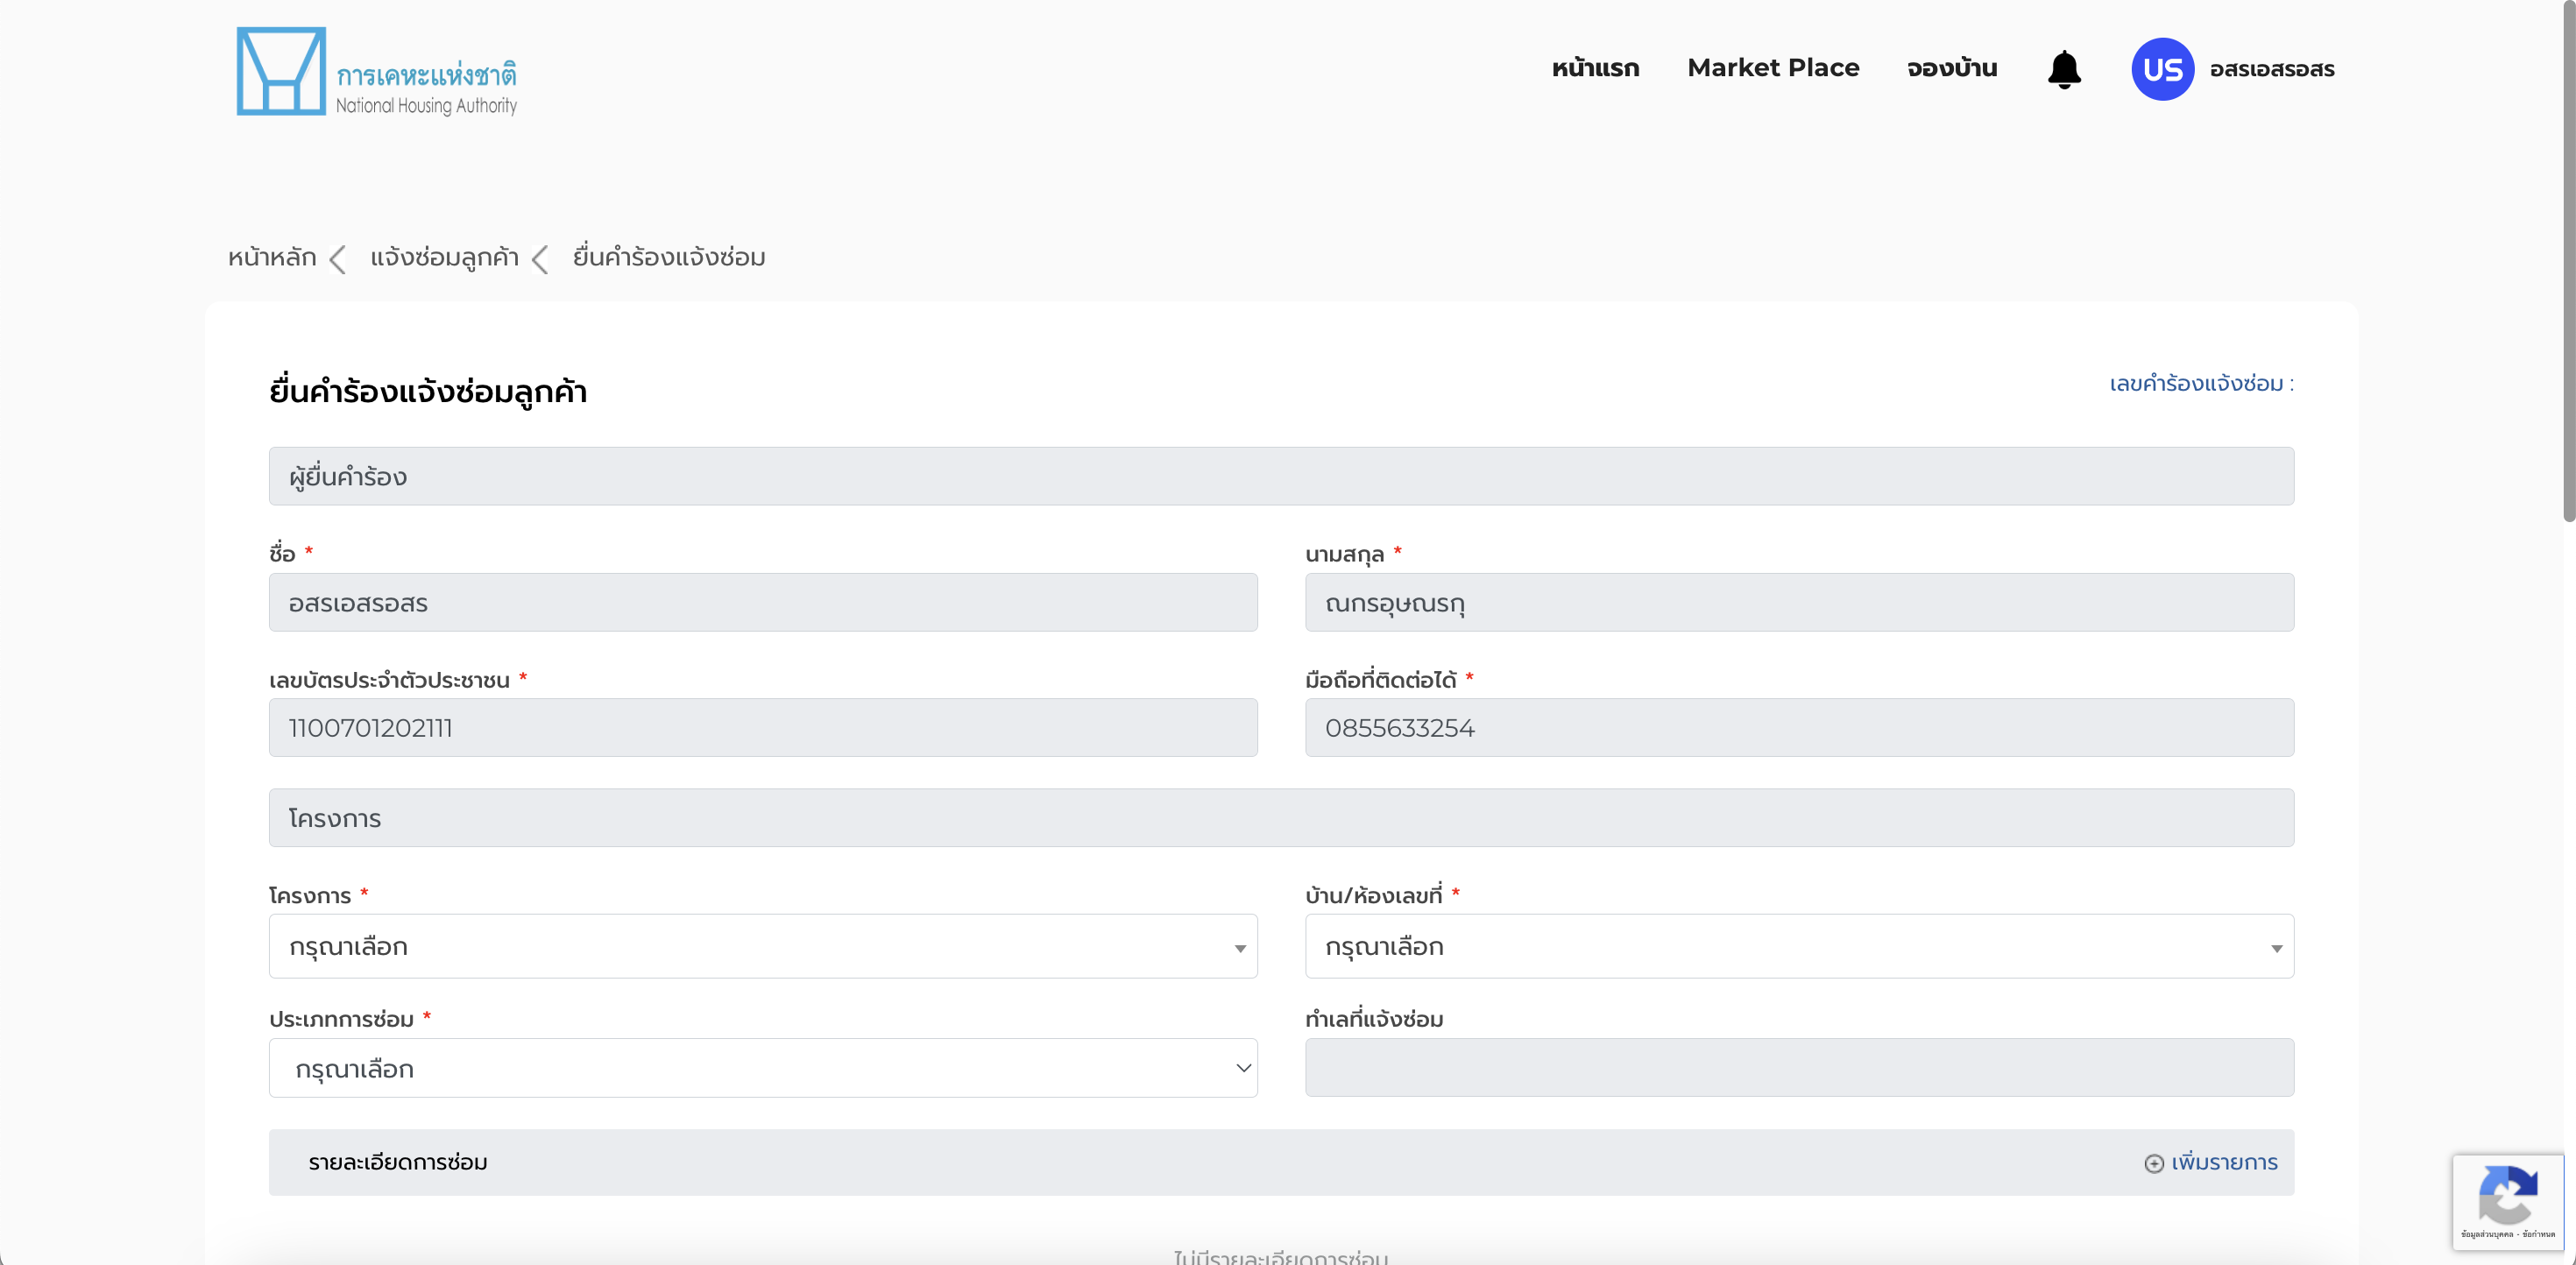 การเคหะแห่งชาติ
National Housing Authority
หน้าแรก Market Place จองบ้าน US อสรเอสรอสร
หน้าหลัก แจ้งซ่อมลูกค้า ยื่นคำร้องแจ้งซ่อม
ยื่นคำร้องแจ้งซ่อมลูกค้า
เลขคำร้องแจ้งซ่อม :
ผู้ยื่นคำร้อง
ชื่อ * นามสกุล *
อสรเอสรอสร ณกรอุษณรกุ
เลขบัตรประจำตัวประชาชน * มือถือที่ติดต่อได้ *
1100701202111 0855633254
โครงการ
โครงการ * บ้าน/ห้องเลขที่ *
กรุณาเลือก กรุณาเลือก
ประเภทการซ่อม * ทำเลที่แจ้งซ่อม
กรุณาเลือก
รายละเอียดการซ่อม เพิ่มรายการ
ไม่มีรายละเอียดการซ่อม
ข้อมูลส่วนบุคคล - ข้อกำหนด